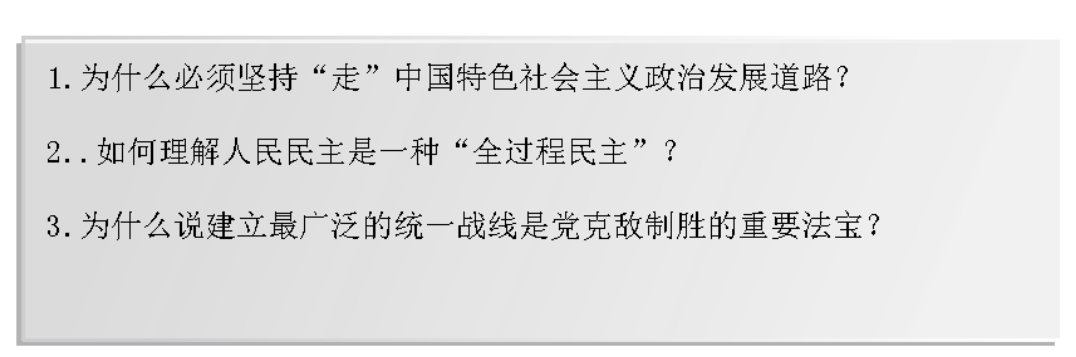 1.为什么必须坚持“走”中国特色社会主义政治发展道路？
2..如何理解人民民主是一种“全过程民主”？
3.为什么说建立最广泛的统一战线是党克敌制胜的重要法宝？